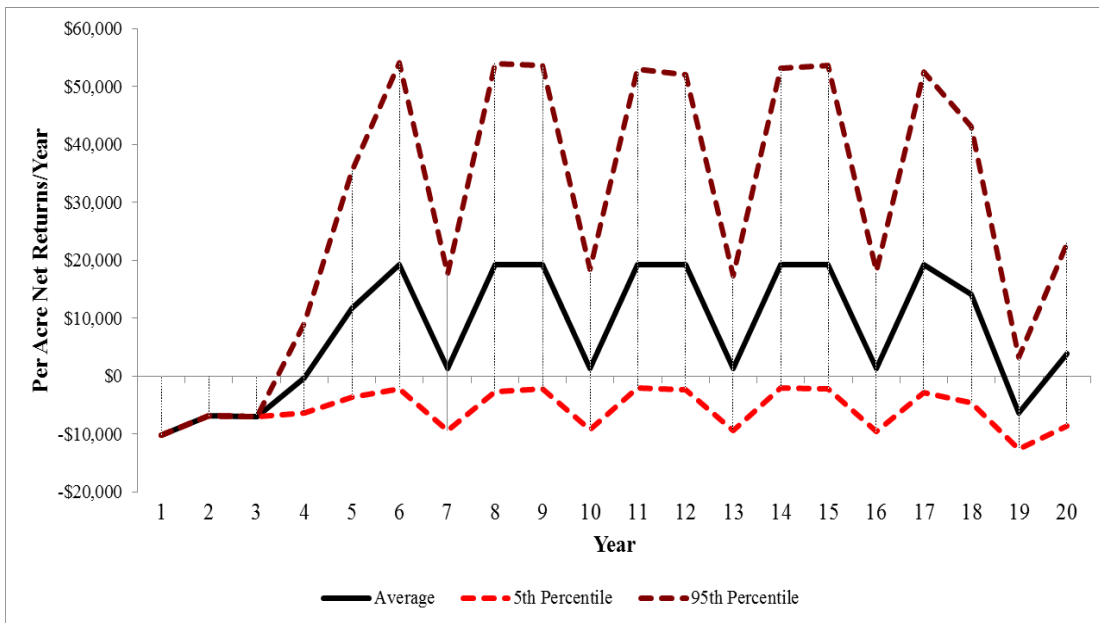 $60,000
$50,000
$40,000
$30,000
$20,000
$10,000
$0
-$10,000
-$20,000
Per Acre Net Returns/Year
1 2 3 4 5 6 7 8 9 10 11 12 13 14 15 16 17 18 19 20
Year
Average 5th Percentile 95th Percentile